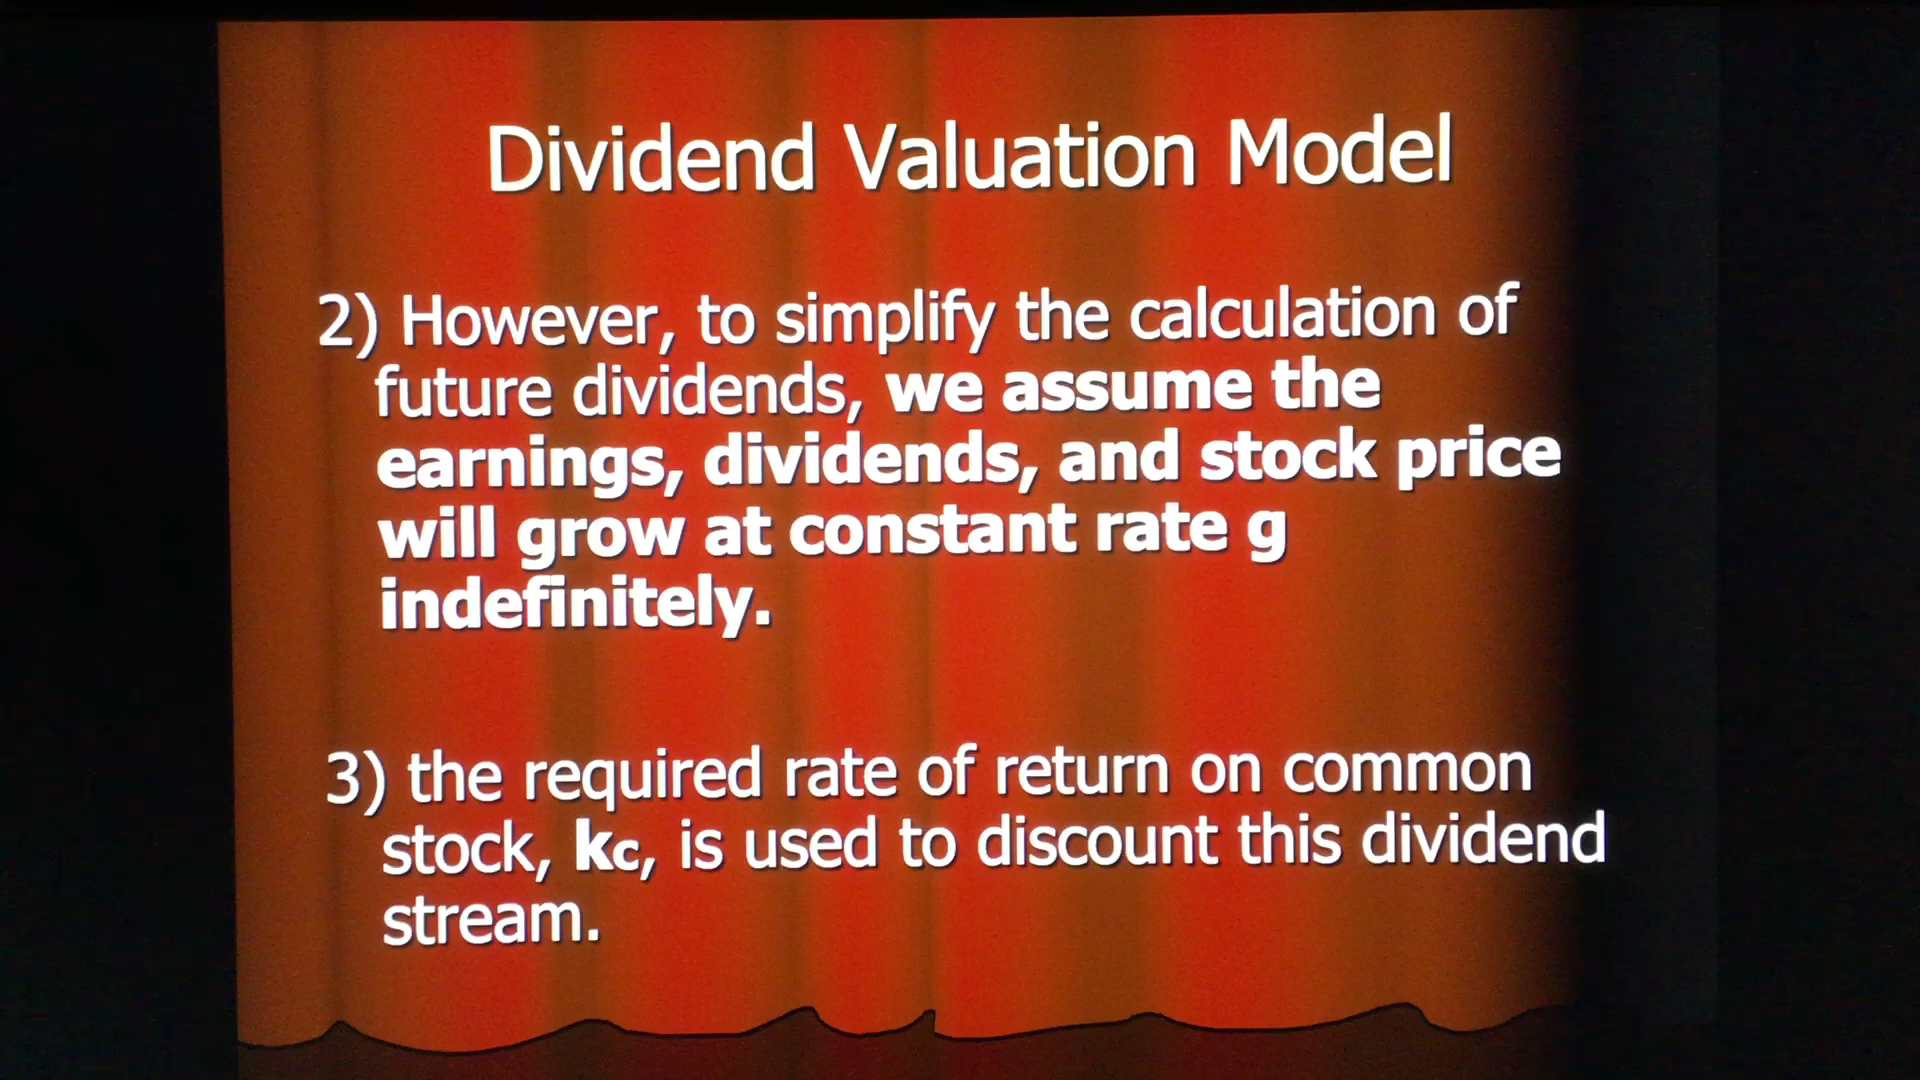 Dividend Valuation Model
2) However, to simplify the calculation of
future dividends, we assume the
earnings, dividends, and stock price
will grow at constant rate g
indefinitely.
3) the required rate of return on common
stock, kc, is used to discount this dividend
stream.